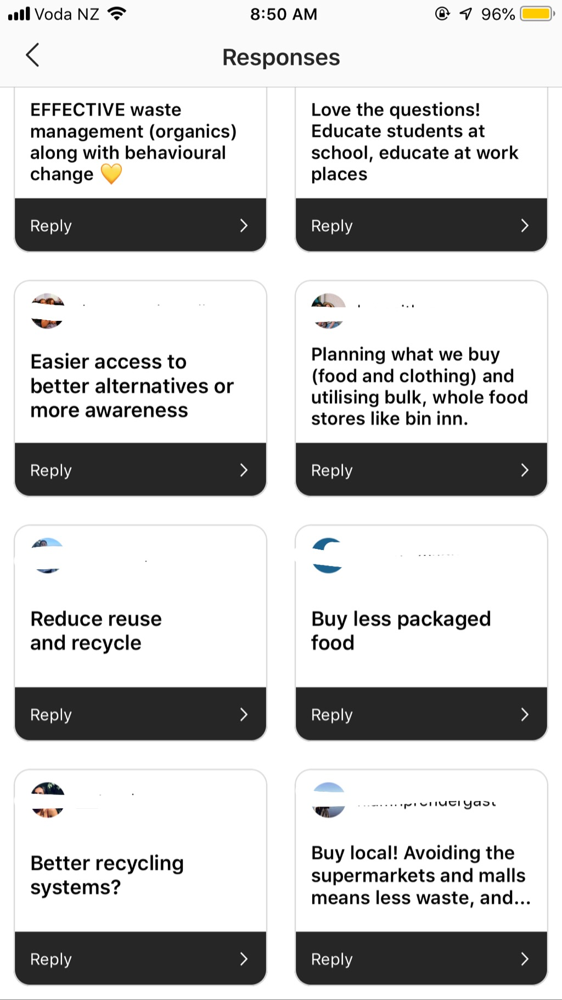 Voda NZ 8:50 AM 96%
Responses
EFFECTIVE waste
management (organics)
along with behavioural
change 💛
Reply
Love the questions!
Educate students at
school, educate at work
places
Reply
Easier access to
better alternatives or
more awareness
Reply
Planning what we buy
(food and clothing) and
utilising bulk, whole food
stores like bin inn.
Reply
Reduce reuse
and recycle
Reply
Buy less packaged
food
Reply
Better recycling
systems?
Reply
Buy local! Avoiding the
supermarkets and malls
means less waste, and...
Reply